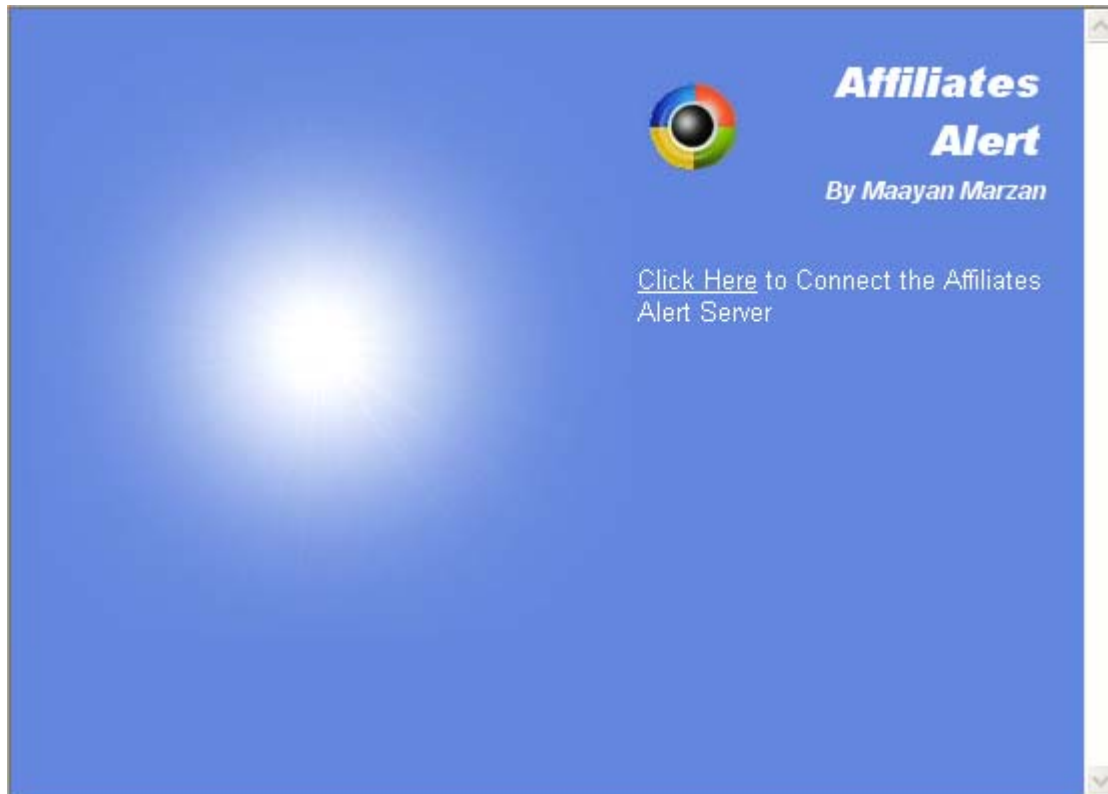 Affiliates
Alert
By Maayan Marzan
Click Here to Connect the Affiliates
Alert Server